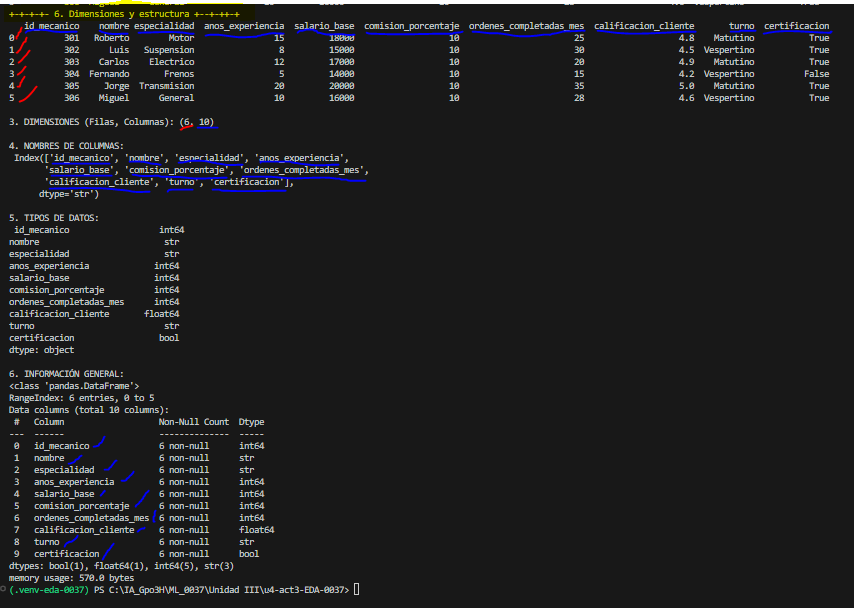 +-+-+-+- 6. Dimensiones y estructura +--+-++-+
id_mecanico nombre especialidad anos_experiencia salario_base comision_porcentaje ordenes_completadas_mes calificacion_cliente turno certificacion
0 301 Roberto Motor 15 18000 10 25 4.8 Matutino True
1 302 Luis Suspension 8 15000 10 30 4.5 Vespertino True
2 303 Carlos Electrico 12 17000 10 20 4.9 Matutino True
3 304 Fernando Frenos 5 14000 10 15 4.2 Vespertino False
4 305 Jorge Transmision 20 20000 10 35 5.0 Matutino True
5 306 Miguel General 10 16000 10 28 4.6 Vespertino True
3. DIMENSIONES (Filas, Columnas): (6, 10)
4. NOMBRES DE COLUMNAS:
Index(['id_mecanico', 'nombre', 'especialidad', 'anos_experiencia',
'salario_base', 'comision_porcentaje', 'ordenes_completadas_mes',
'calificacion_cliente', 'turno', 'certificacion'],
dtype='str')
5. TIPOS DE DATOS:
id_mecanico int64
nombre str
especialidad str
anos_experiencia int64
salario_base int64
comision_porcentaje int64
ordenes_completadas_mes int64
calificacion_cliente float64
turno str
certificacion bool
dtype: object
6. INFORMACIÓN GENERAL:
<class 'pandas.DataFrame'>
RangeIndex: 6 entries, 0 to 5
Data columns (total 10 columns):
# Column Non-Null Count Dtype
--- ------ -------------- -----
0 id_mecanico 6 non-null int64
1 nombre 6 non-null str
2 especialidad 6 non-null str
3 anos_experiencia 6 non-null int64
4 salario_base 6 non-null int64
5 comision_porcentaje 6 non-null int64
6 ordenes_completadas_mes 6 non-null int64
7 calificacion_cliente 6 non-null float64
8 turno 6 non-null str
9 certificacion 6 non-null bool
dtypes: bool(1), float64(1), int64(5), str(3)
memory usage: 570.0 bytes
(.venv-eda-0037) PS C:\IA_Gpo3H\ML_0037\Unidad III\u4-act3-EDA-0037>